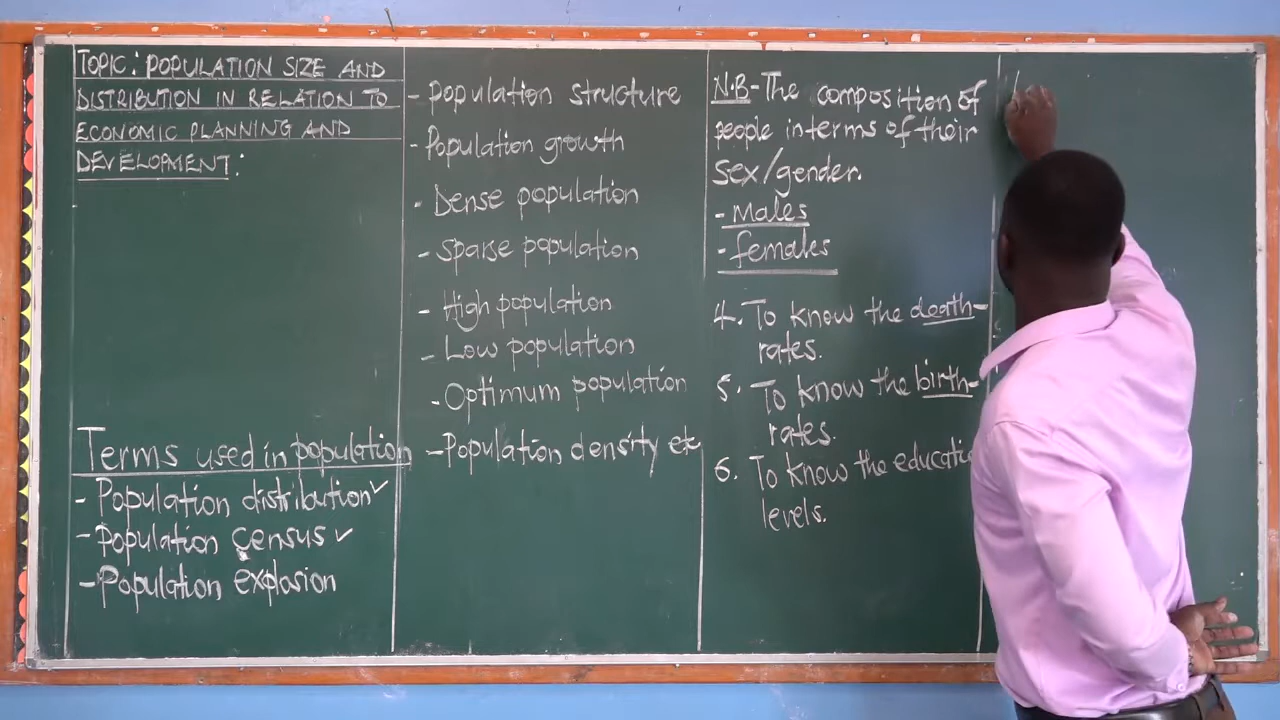 TOPIC: POPULATION SIZE AND
DISTRIBUTION IN RELATION TO
ECONOMIC PLANNING AND
DEVELOPMENT:
Terms used in population
- Population distribution✓
- Population census ✓
- Population explosion
- Population structure
- Population growth
- Dense population
- Sparse population
- High population
- Low population
- Optimum population
- Population density etc
N.B - The composition of
people interms of their
sex/gender.
- Males
- females
4. To know the death-
rates.
5. To know the birth-
rates.
6. To know the educatio
levels.